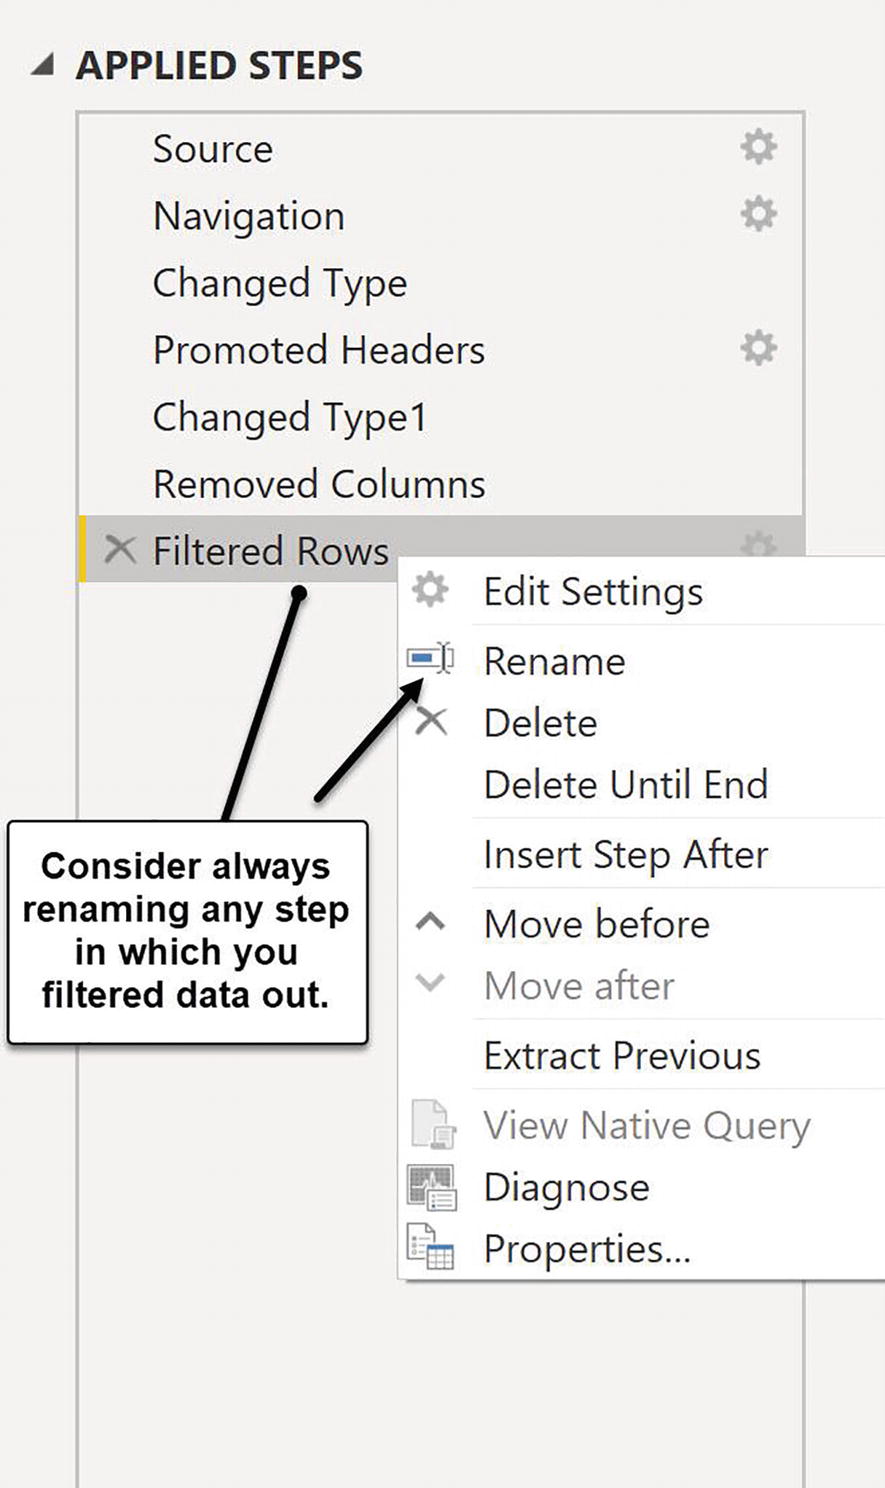 APPLIED STEPS
Source
Navigation
Changed Type
Promoted Headers
Changed Type1
Removed Columns
Filtered Rows
Edit Settings
Rename
Delete
Delete Until End
Insert Step After
Move before
Move after
Extract Previous
View Native Query
Diagnose
Properties...
Consider always
renaming any step
in which you
filtered data out.